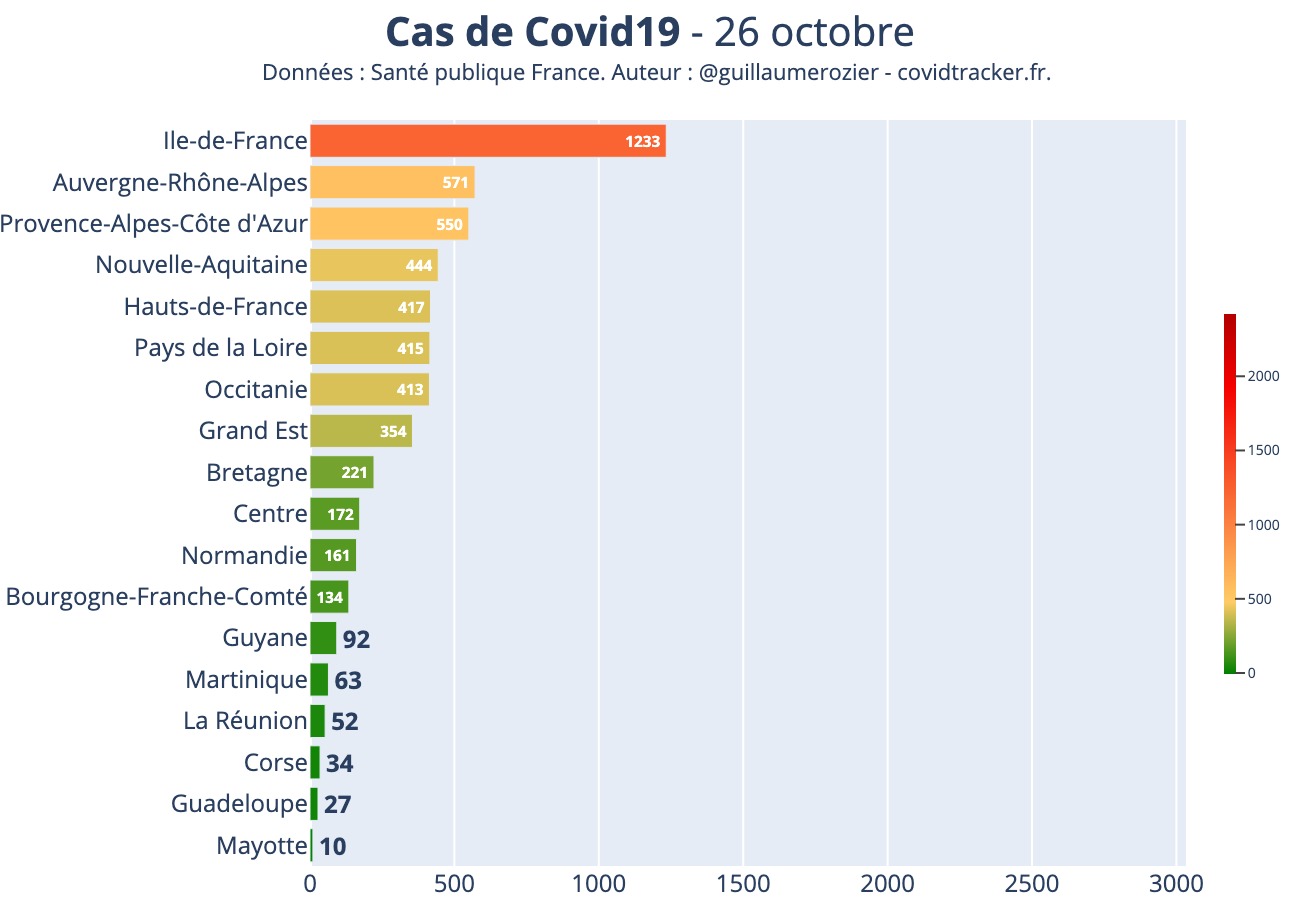 Cas de Covid19 - 26 octobre
Données : Santé publique France. Auteur : @guillaumerozier - covidtracker.fr.
Ile-de-France 1233
Auvergne-Rhône-Alpes 571
Provence-Alpes-Côte d'Azur 550
Nouvelle-Aquitaine 444
Hauts-de-France 417
Pays de la Loire 415
Occitanie 413
Grand Est 354
Bretagne 221
Centre 172
Normandie 161
Bourgogne-Franche-Comté 134
Guyane 92
Martinique 63
La Réunion 52
Corse 34
Guadeloupe 27
Mayotte 10
0 500 1000 1500 2000 2500 3000
2000
1500
1000
500
0